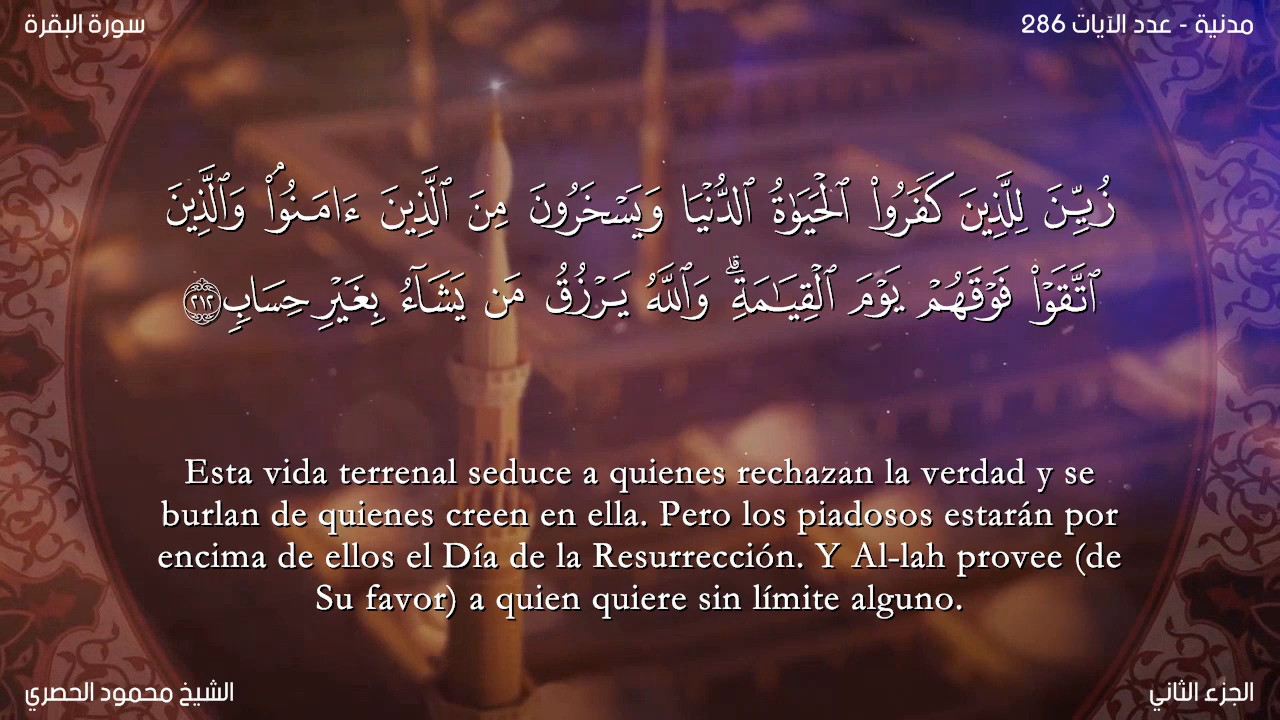 سورة البقرة
مدنية - عدد الآيات 286
زُيِّنَ لِلَّذِينَ كَفَرُوا۟ ٱلْحَيَوٰةُ ٱلدُّنْيَا وَيَسْخَرُونَ مِنَ ٱلَّذِينَ ءَامَنُوا۟ ۘ وَٱلَّذِينَ
ٱتَّقَوْا۟ فَوْقَهُمْ يَوْمَ ٱلْقِيَـٰمَةِ ۗ وَٱللَّهُ يَرْزُقُ مَن يَشَآءُ بِغَيْرِ حِسَابٍ ٢١٢
Esta vida terrenal seduce a quienes rechazan la verdad y se
burlan de quienes creen en ella. Pero los piadosos estarán por
encima de ellos el Día de la Resurrección. Y Al-lah provee (de
Su favor) a quien quiere sin límite alguno.
الشيخ محمود الحصري
الجزء الثاني